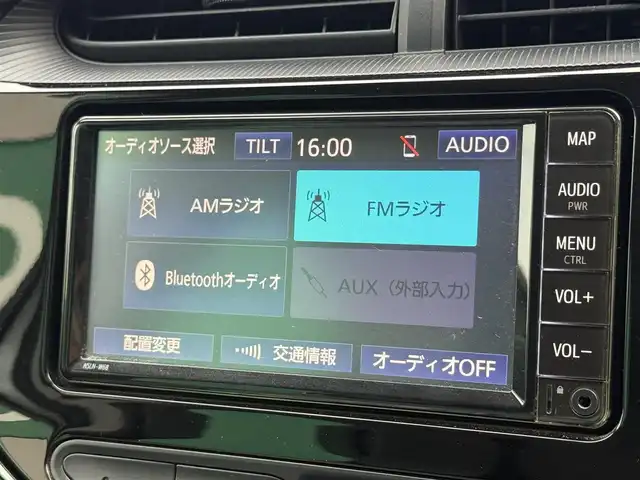 オーディオソース選択 TILT 16:00 AUDIO
AMラジオ FMラジオ
Bluetoothオーディオ AUX（外部入力）
配置変更 交通情報 オーディオOFF
NSLN-W68
MAP
AUDIO
PWR
MENU
CTRL
VOL+
VOL-